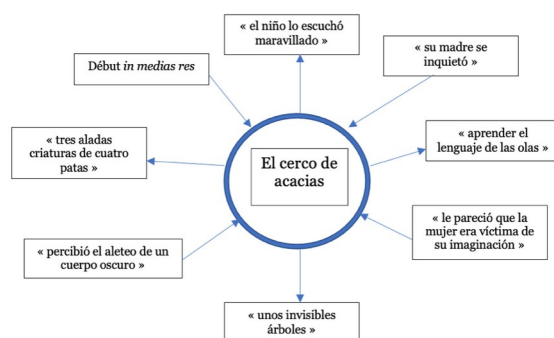 « el niño lo escuchó
maravillado »
« su madre se
inquietó »
Début in medias res
« tres aladas
criaturas de cuatro
patas »
El cerco de
acacias
« aprender el
lenguaje de las olas »
« le pareció que la
mujer era víctima de
su imaginación »
« percibió el aleteo de un
cuerpo oscuro »
« unos invisibles
árboles »